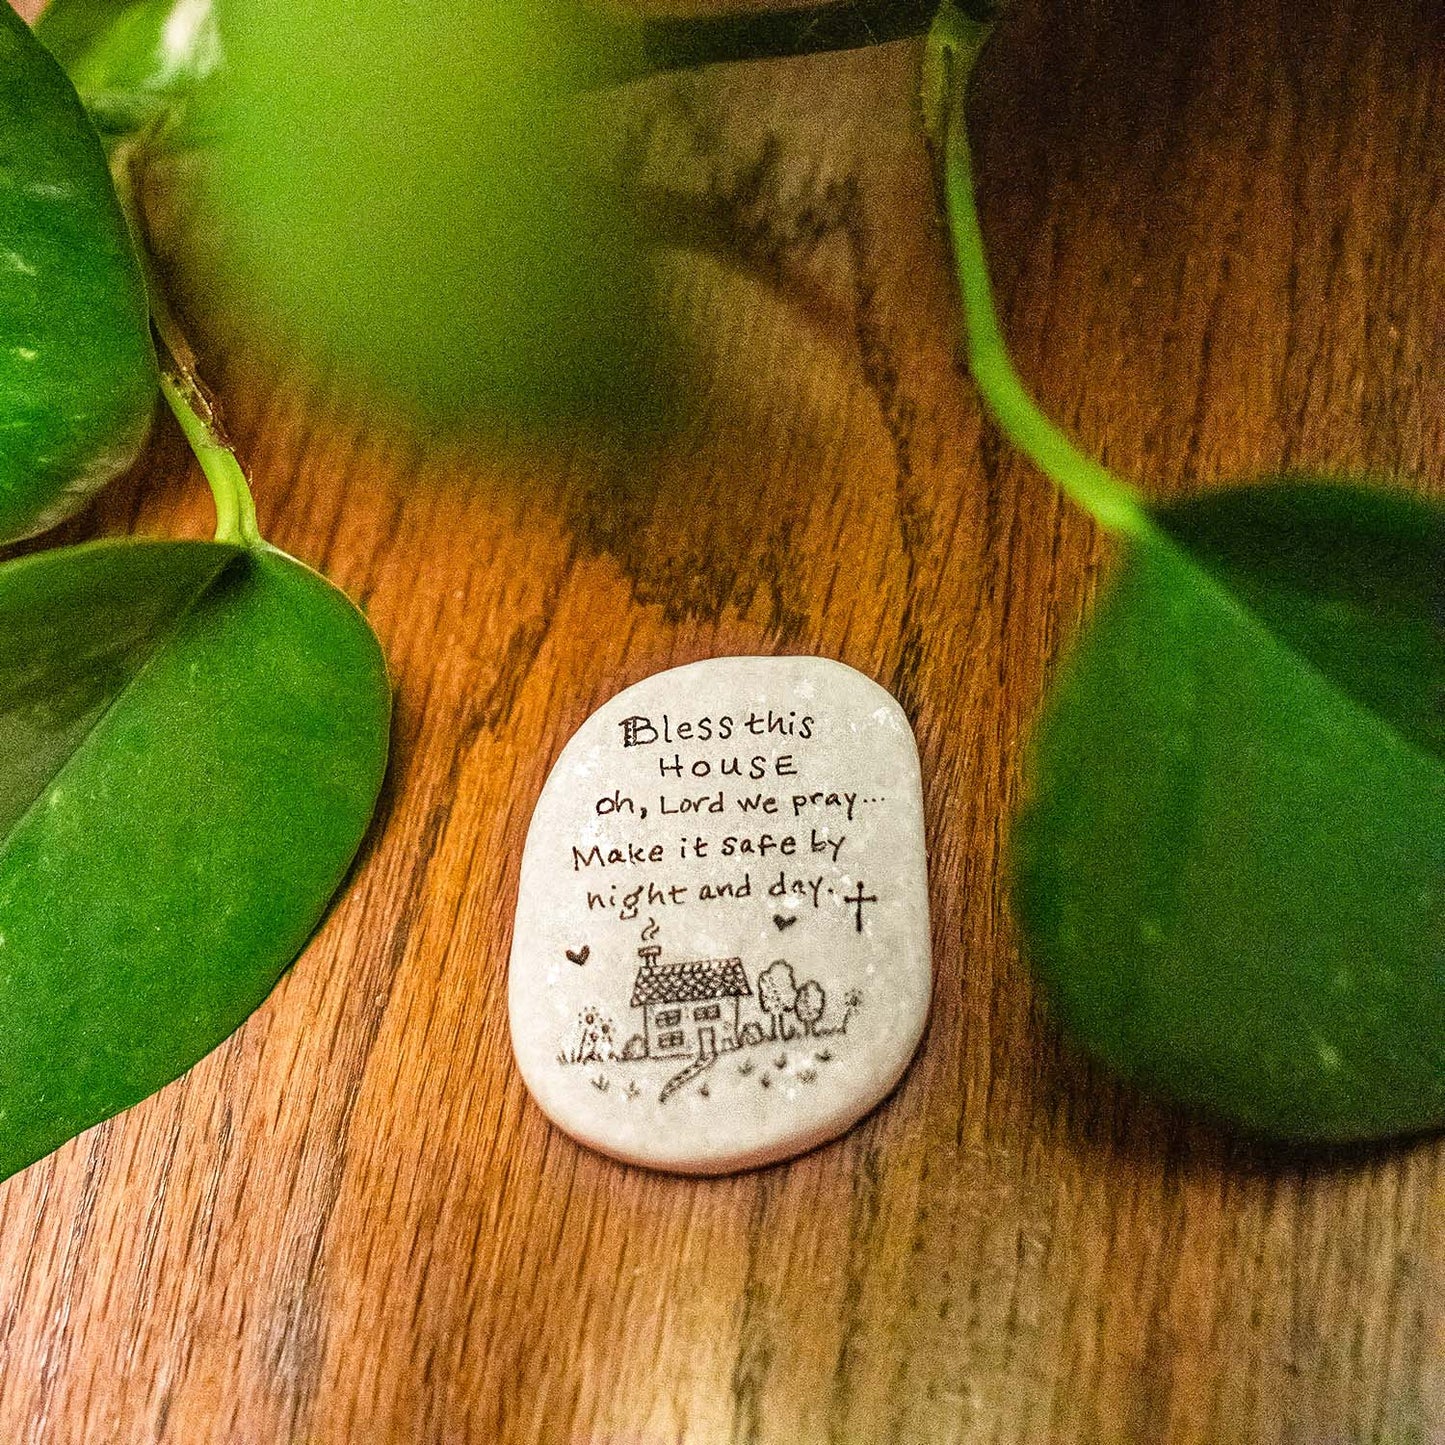 Bless this
HOUSE
oh, Lord we pray...
Make it safe by
night and day.